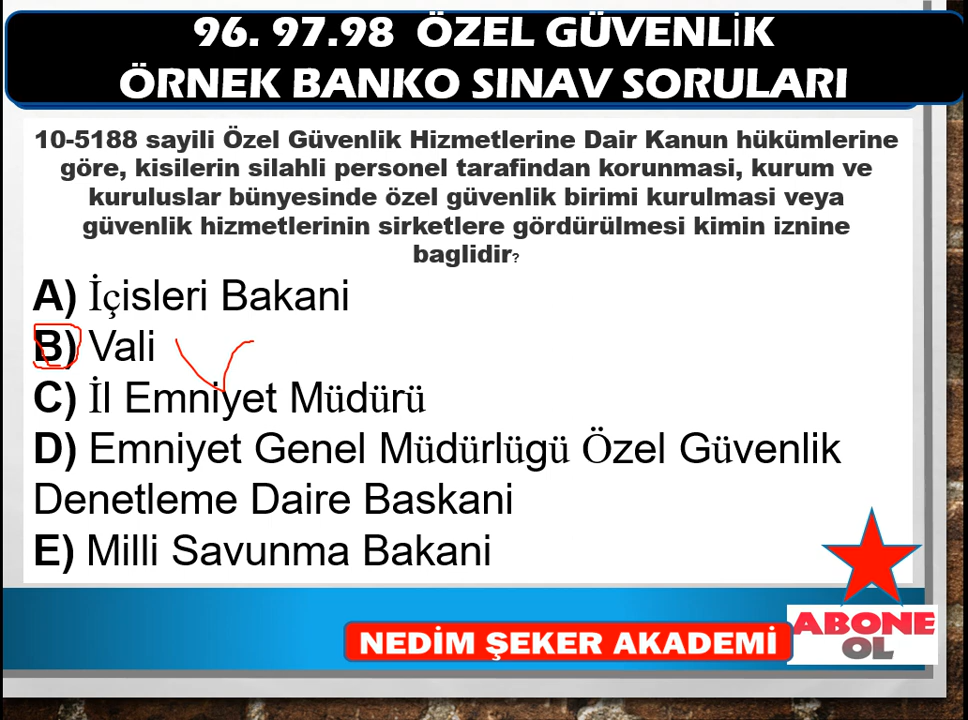 96. 97.98 ÖZEL GÜVENLİK
ÖRNEK BANKO SINAV SORULARI
10-5188 sayili Özel Güvenlik Hizmetlerine Dair Kanun hükümlerine
göre, kisilerin silahli personel tarafindan korunmasi, kurum ve
kuruluslar bünyesinde özel güvenlik birimi kurulmasi veya
güvenlik hizmetlerinin sirketlere gördürülmesi kimin iznine
baglidir?
A) İçisleri Bakani
B) Vali
C) İl Emniyet Müdürü
D) Emniyet Genel Müdürlügü Özel Güvenlik
Denetleme Daire Baskani
E) Milli Savunma Bakani
NEDİM ŞEKER AKADEMİ
ABONE
OL